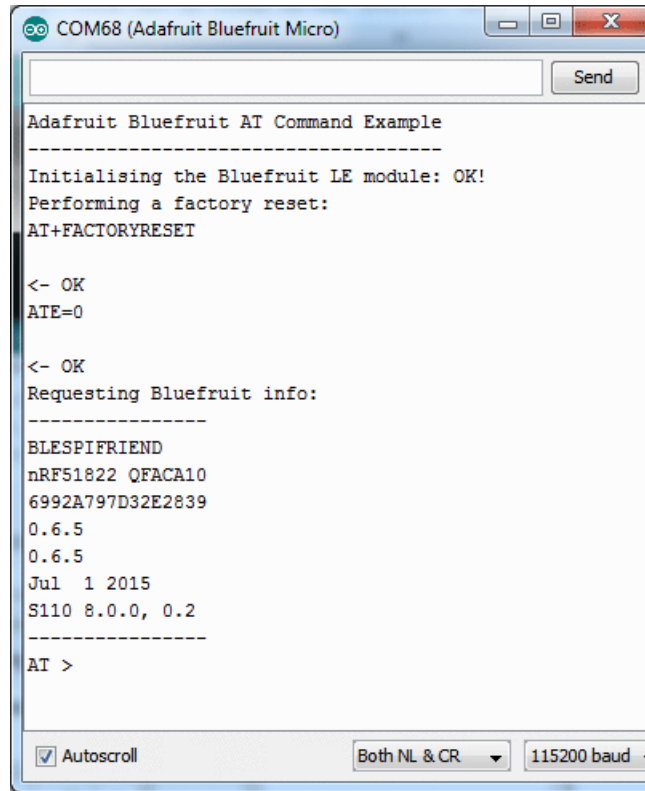 COM68 (Adafruit Bluefruit Micro)
Send
Adafruit Bluefruit AT Command Example
-------------------------------------
Initialising the Bluefruit LE module: OK!
Performing a factory reset:
AT+FACTORYRESET
<- OK
ATE=0
<- OK
Requesting Bluefruit info:
----------------
BLESPIFRIEND
nRF51822 QFACA10
6992A797D32E2839
0.6.5
0.6.5
Jul  1 2015
S110 8.0.0, 0.2
----------------
AT >
Autoscroll
Both NL & CR
115200 baud